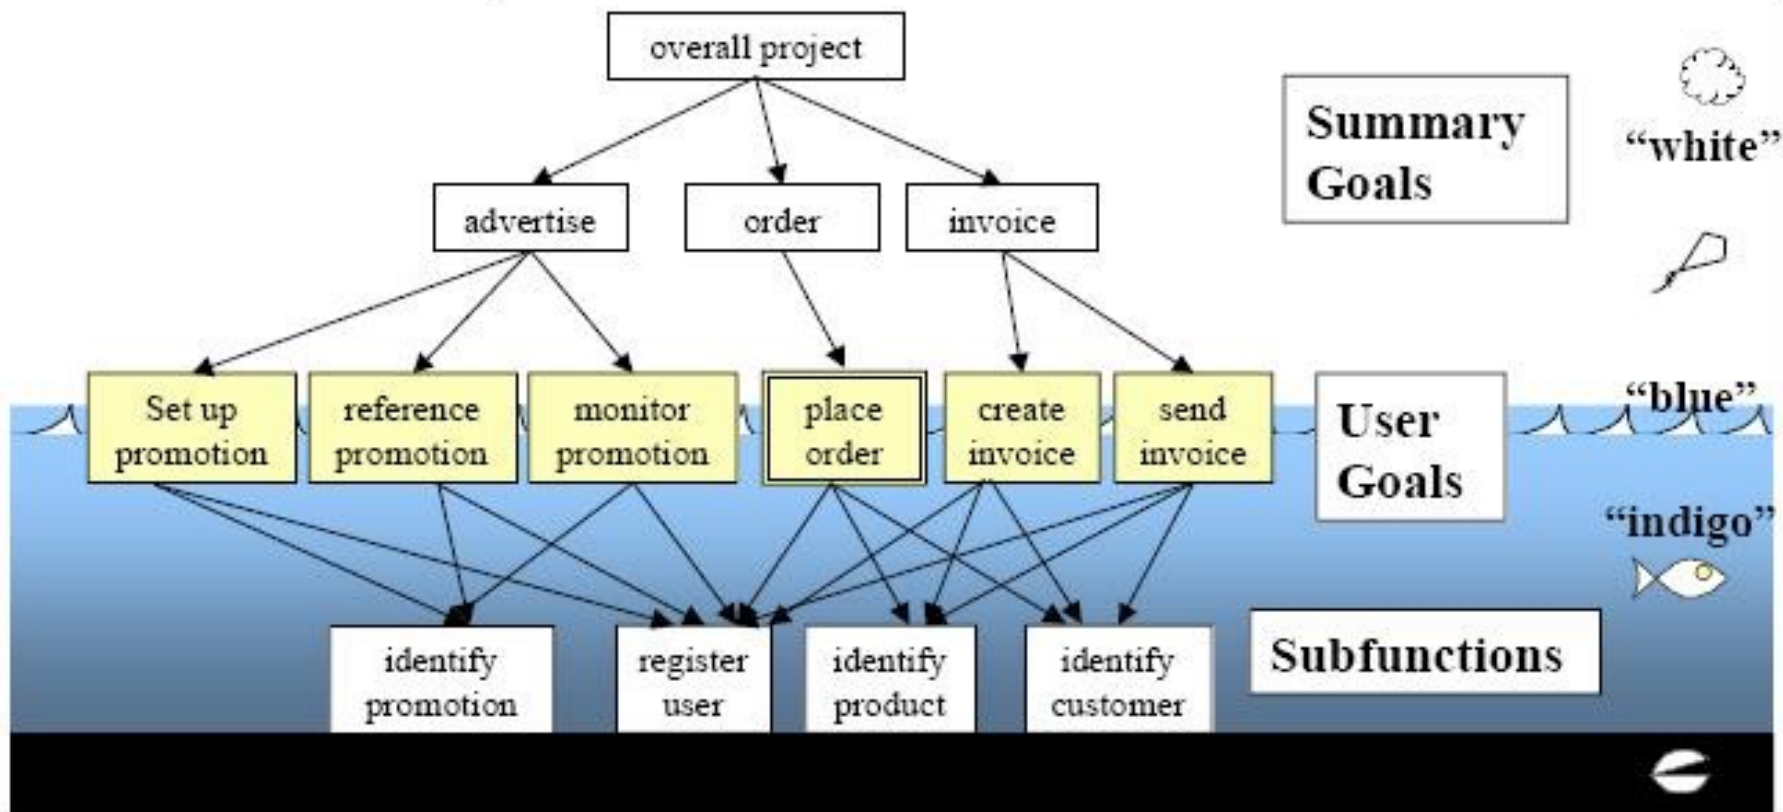 overall project
Summary
Goals
“white”
advertise
order
invoice
Set up
promotion
reference
promotion
monitor
promotion
place
order
create
invoice
send
invoice
User
Goals
“blue”
“indigo”
identify
promotion
register
user
identify
product
identify
customer
Subfunctions